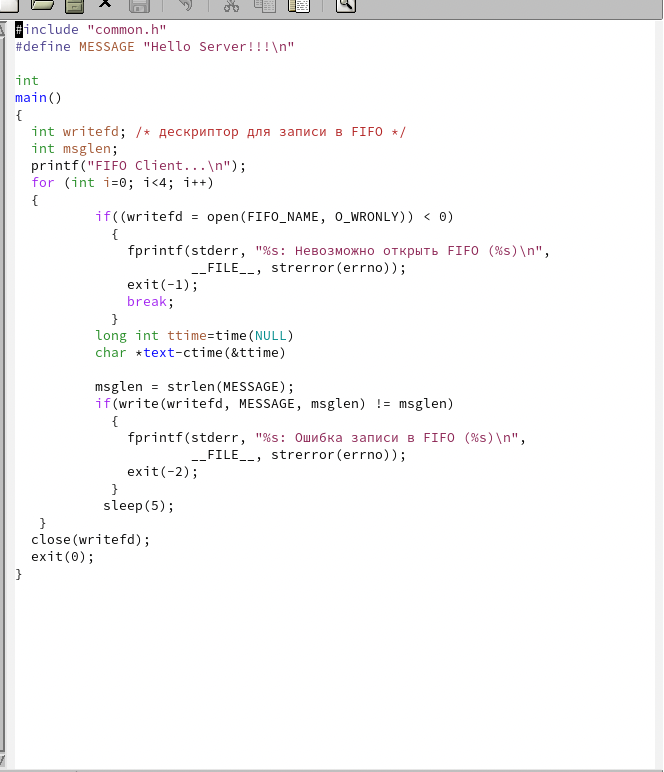 #include "common.h"
#define MESSAGE "Hello Server!!!\n"
int
main()
{
int writefd; /* дескриптор для записи в FIFO */
int msglen;
printf("FIFO Client...\n");
for (int i=0; i<4; i++)
{
if((writefd = open(FIFO_NAME, O_WRONLY)) < 0)
{
fprintf(stderr, "%s: Невозможно открыть FIFO (%s)\n",
__FILE__, strerror(errno));
exit(-1);
break;
}
long int ttime=time(NULL)
char *text-ctime(&ttime)
msglen = strlen(MESSAGE);
if(write(writefd, MESSAGE, msglen) != msglen)
{
fprintf(stderr, "%s: Ошибка записи в FIFO (%s)\n",
__FILE__, strerror(errno));
exit(-2);
}
sleep(5);
}
close(writefd);
exit(0);
}